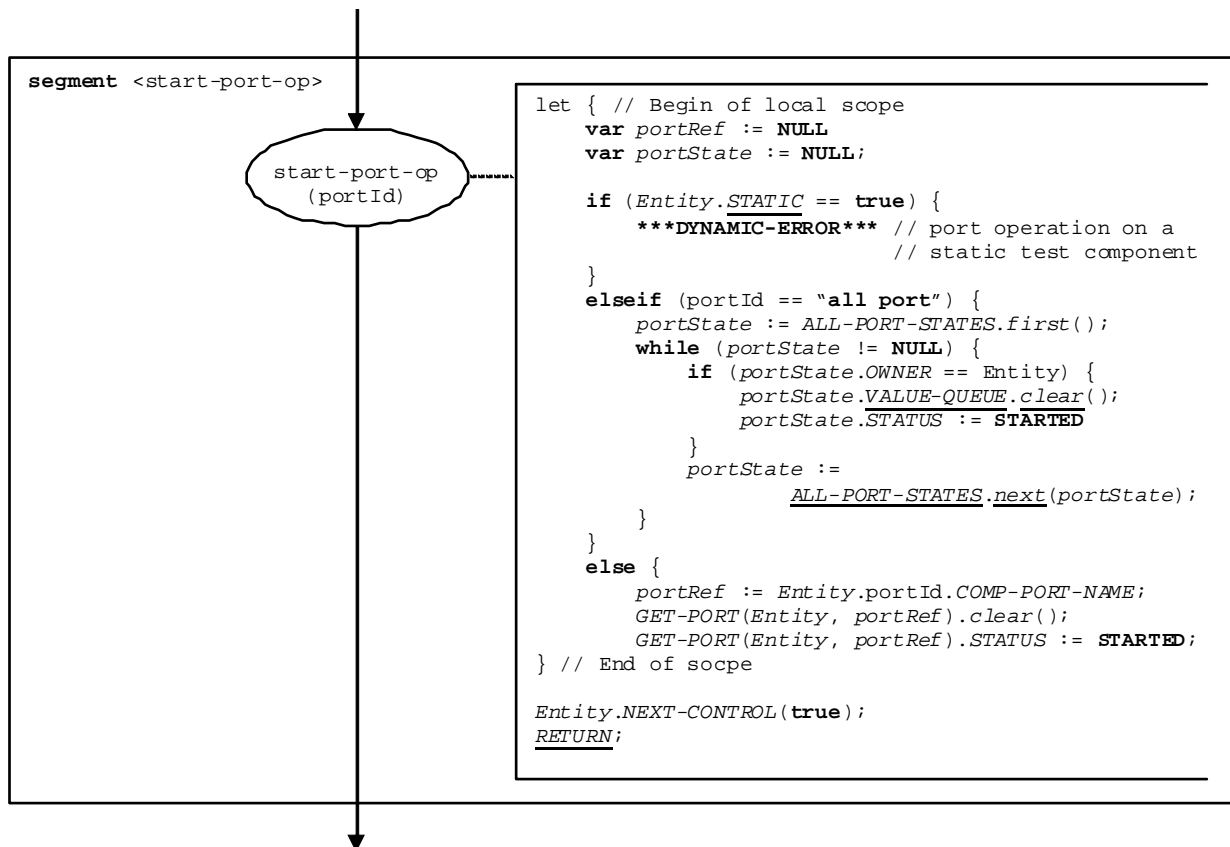 segment <start-port-op>
start-port-op
(portId)
let { // Begin of local scope
var portRef := NULL
var portState := NULL;
if (Entity.STATIC == true) {
***DYNAMIC-ERROR*** // port operation on a
// static test component
}
elseif (portId == “all port”) {
portState := ALL-PORT-STATES.first();
while (portState != NULL) {
if (portState.OWNER == Entity) {
portState.VALUE-QUEUE.clear();
portState.STATUS := STARTED
}
portState :=
ALL-PORT-STATES.next(portState);
}
}
else {
portRef := Entity.portId.COMP-PORT-NAME;
GET-PORT(Entity, portRef).clear();
GET-PORT(Entity, portRef).STATUS := STARTED;
} // End of socpe
Entity.NEXT-CONTROL(true);
RETURN;